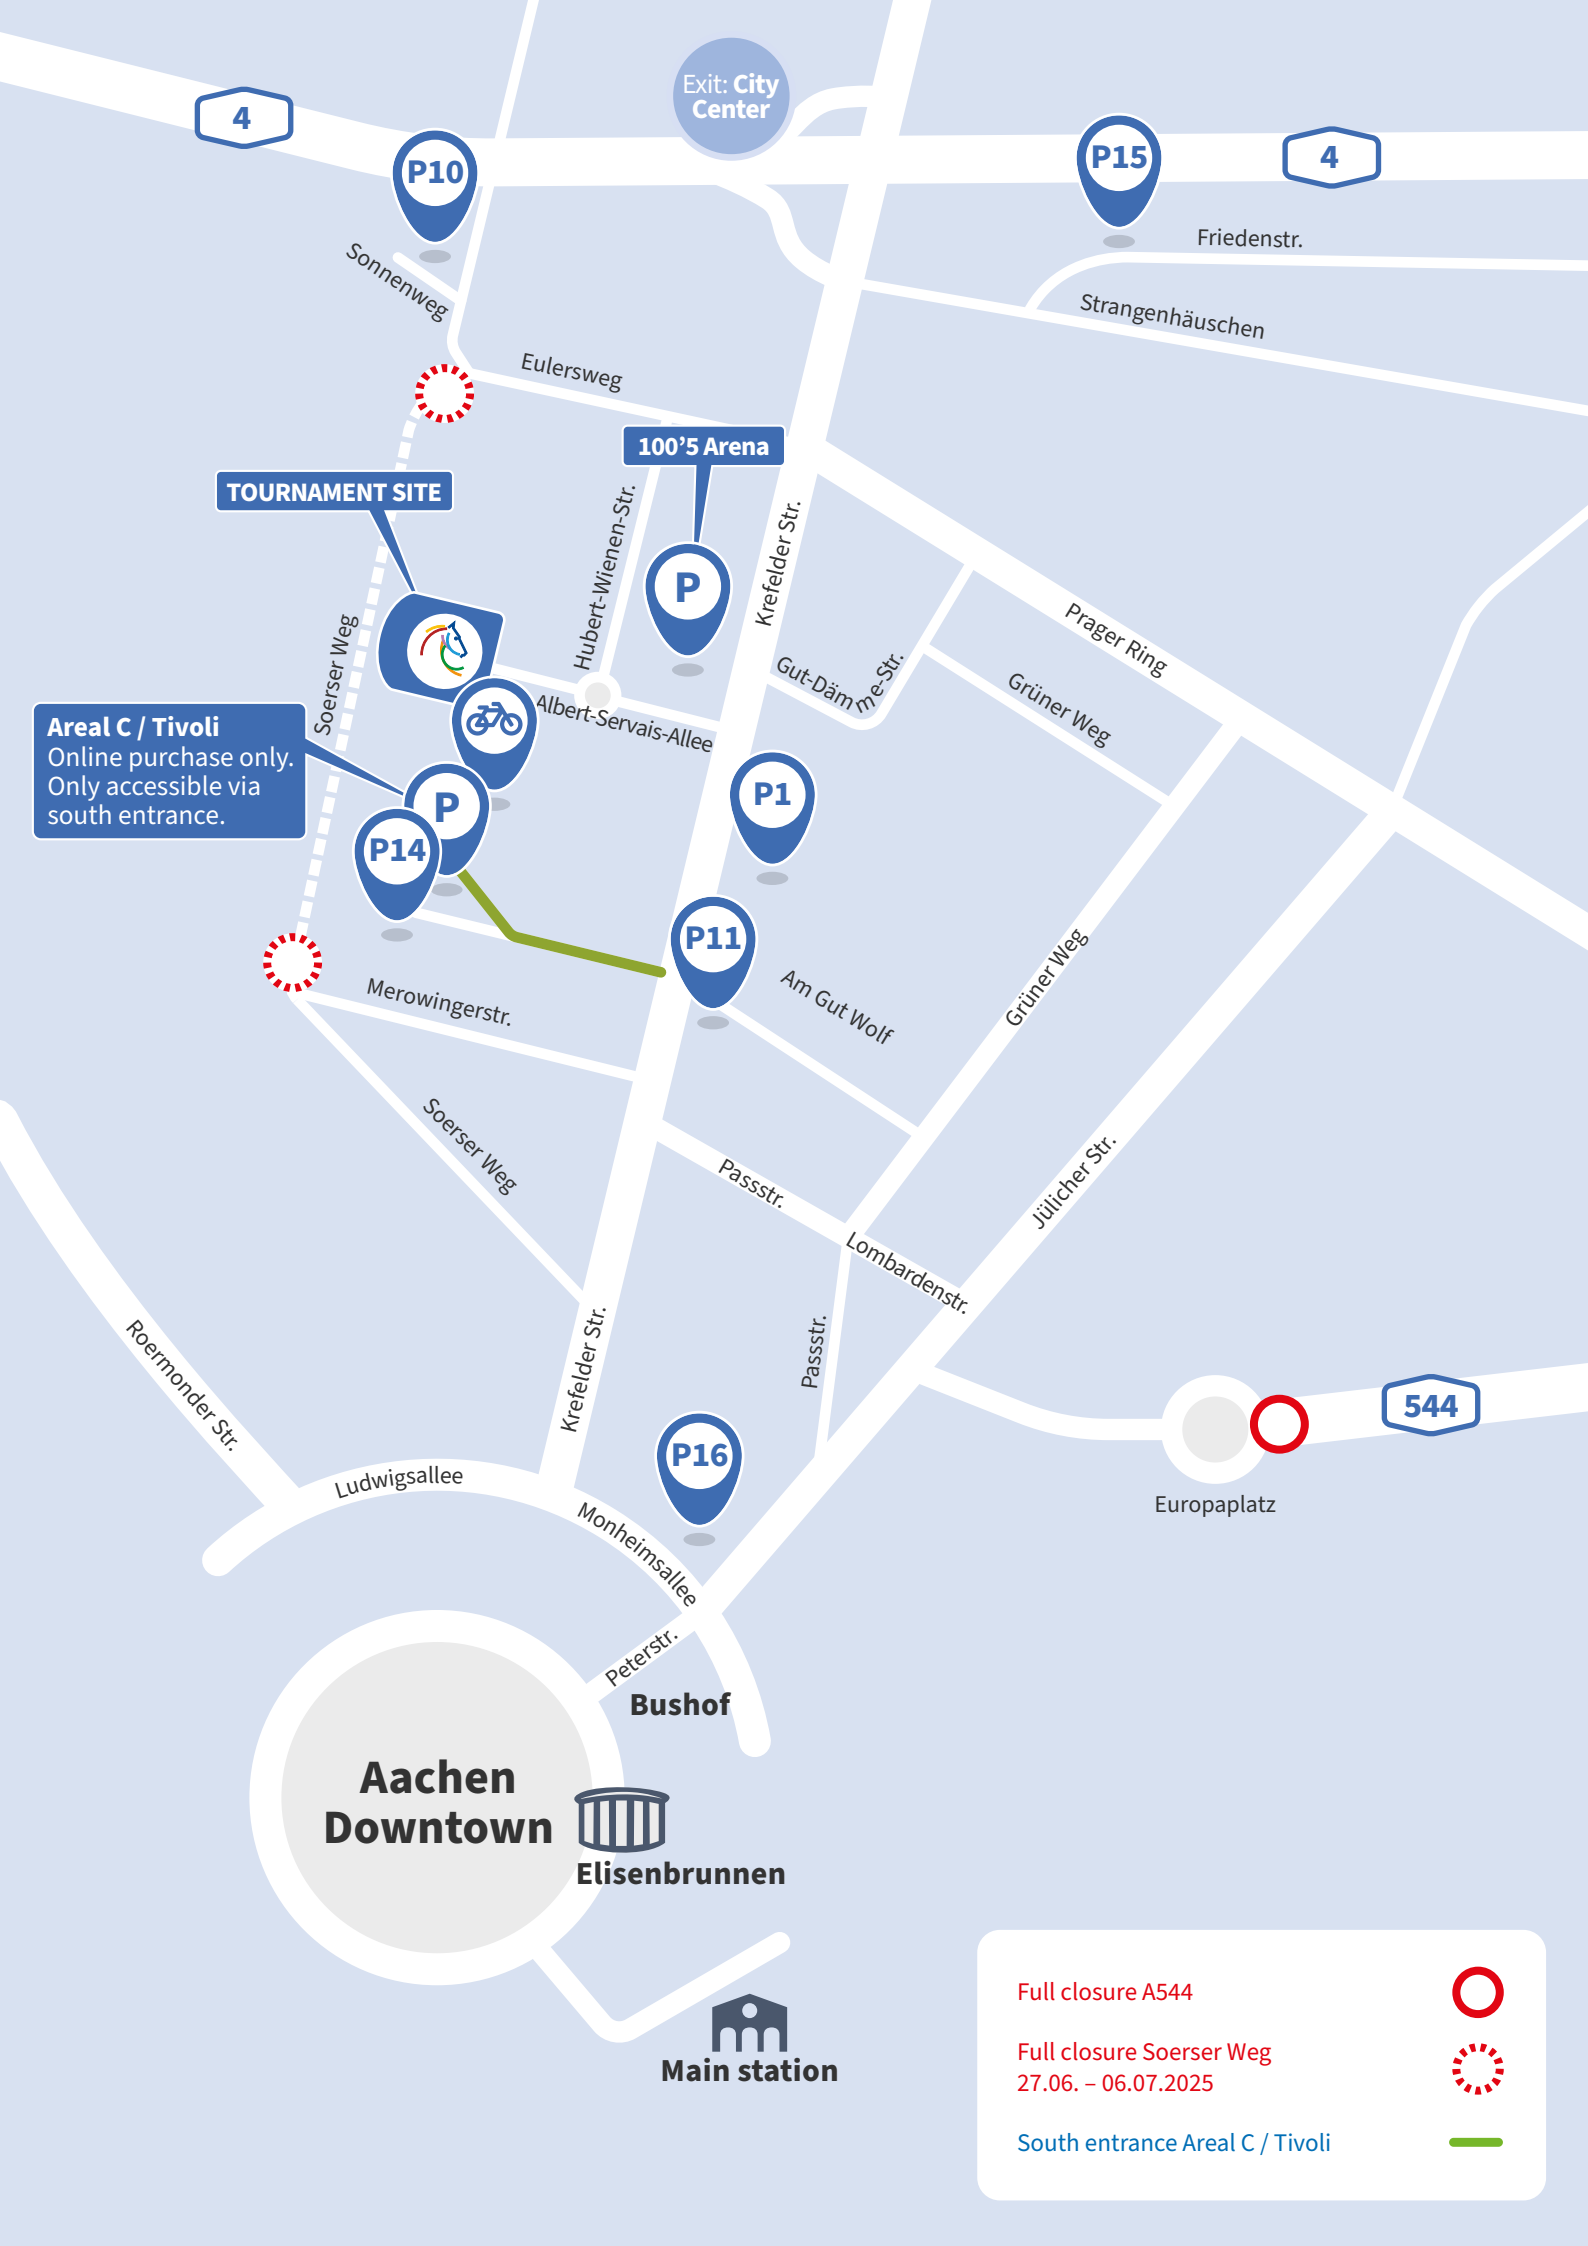 Exit: City
Center
4
P10
P15
4
Friedenstr.
Sonnenweg
Strangenhäuschen
Eulersweg
100’5 Arena
TOURNAMENT SITE
Hubert-Wienen-Str.
P
Krefelder Str.
Prager Ring
Soerser Weg
Gut-Dämme-Str.
Grüner Weg
Albert-Servais-Allee
Areal C / Tivoli
Online purchase only.
Only accessible via
south entrance.
P
P1
P14
P11
Am Gut Wolf
Grüner Weg
Merowingerstr.
Soerser Weg
Passstr.
Jülicher Str.
Lombardenstr.
Roermonder Str.
Krefelder Str.
Passstr.
544
P16
Ludwigsallee
Europaplatz
Monheimsallee
Peterstr.
Bushof
Aachen
Downtown
Elisenbrunnen
Main station
Full closure A544
Full closure Soerser Weg
27.06. – 06.07.2025
South entrance Areal C / Tivoli